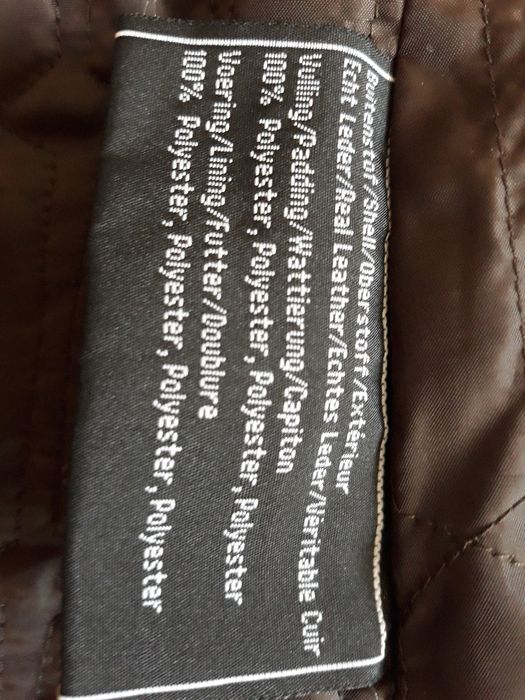 Buitenstof/Shell/Oberstoff/Extérieur
Echt Leder/Real Leather/Echtes Leder/Véritable Cuir
Vulling/Padding/Wattierung/Capiton
100% Polyester,Polyester,Polyester,Polyester
Voering/Lining/Futter/Doublure
100% Polyester,Polyester,Polyester,Polyester